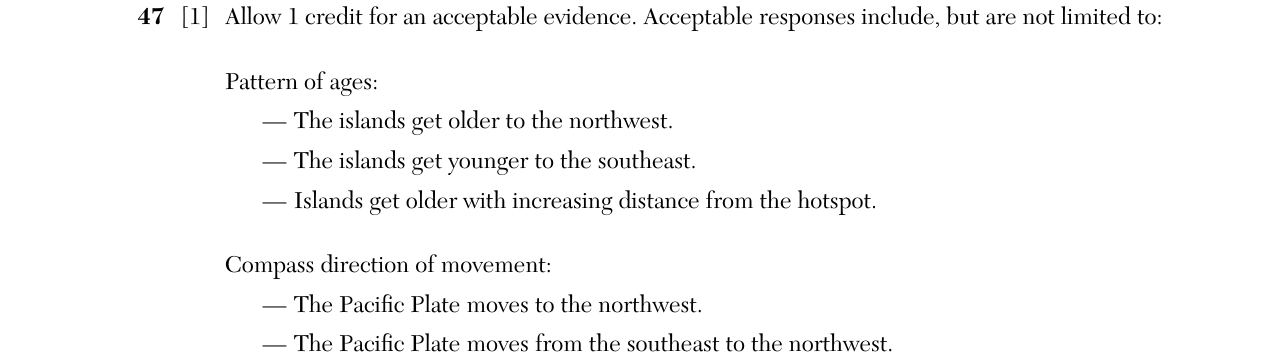 47 [1] Allow 1 credit for an acceptable evidence. Acceptable responses include, but are not limited to:
Pattern of ages:
— The islands get older to the northwest.
— The islands get younger to the southeast.
— Islands get older with increasing distance from the hotspot.
Compass direction of movement:
— The Pacific Plate moves to the northwest.
— The Pacific Plate moves from the southeast to the northwest.